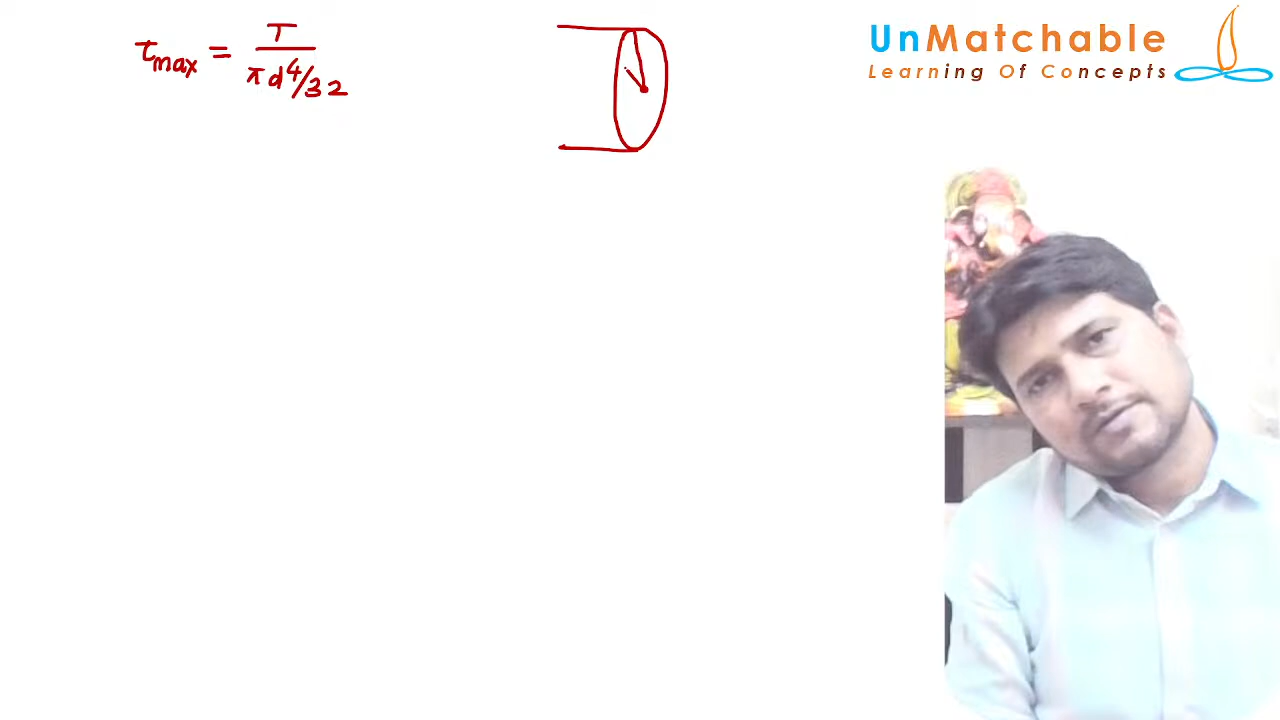 τmax = T / πd⁴/32
UnMatchable
Learning Of Concepts